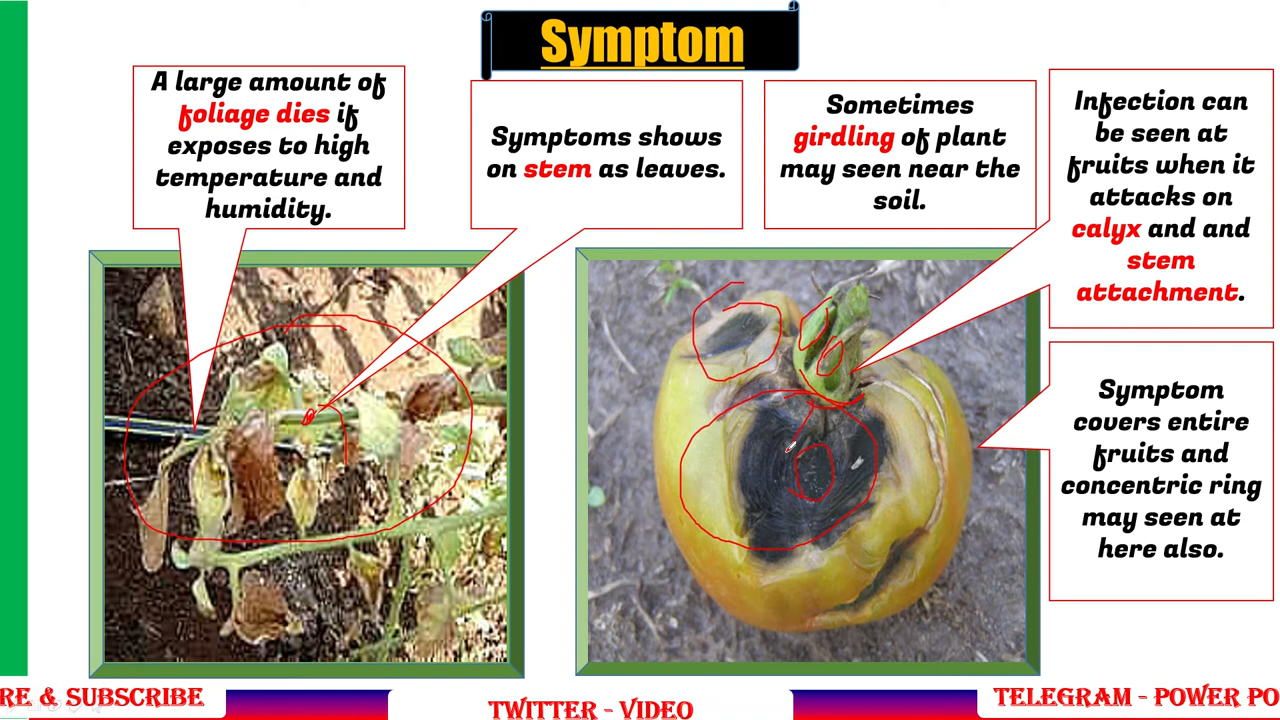 Symptom
A large amount of
foliage dies if
exposes to high
temperature and
humidity.
Symptoms shows
on stem as leaves.
Sometimes
girdling of plant
may seen near the
soil.
Infection can
be seen at
fruits when it
attacks on
calyx and and
stem
attachment.
Symptom
covers entire
fruits and
concentric ring
may seen at
here also.
RE & SUBSCRIBE
TWITTER - VIDEO
TELEGRAM - POWER PO